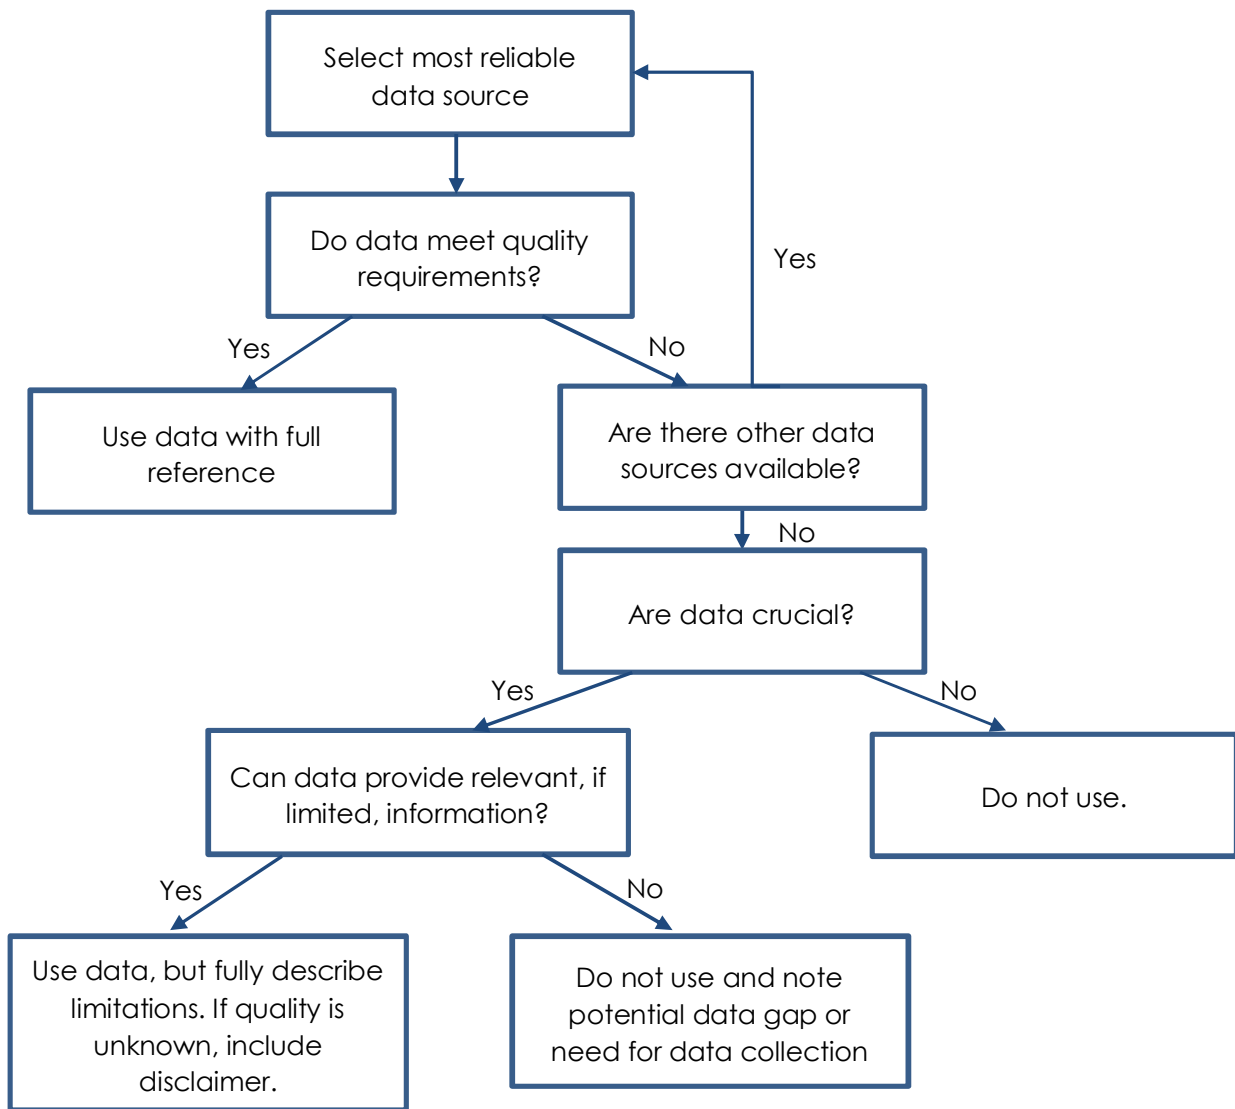 Select most reliable
data source
Do data meet quality
requirements?
Yes
Yes
No
Use data with full
reference
Are there other data
sources available?
No
Are data crucial?
Yes
No
Can data provide relevant, if
limited, information?
Do not use.
Yes
No
Use data, but fully describe
limitations. If quality is
unknown, include
disclaimer.
Do not use and note
potential data gap or
need for data collection